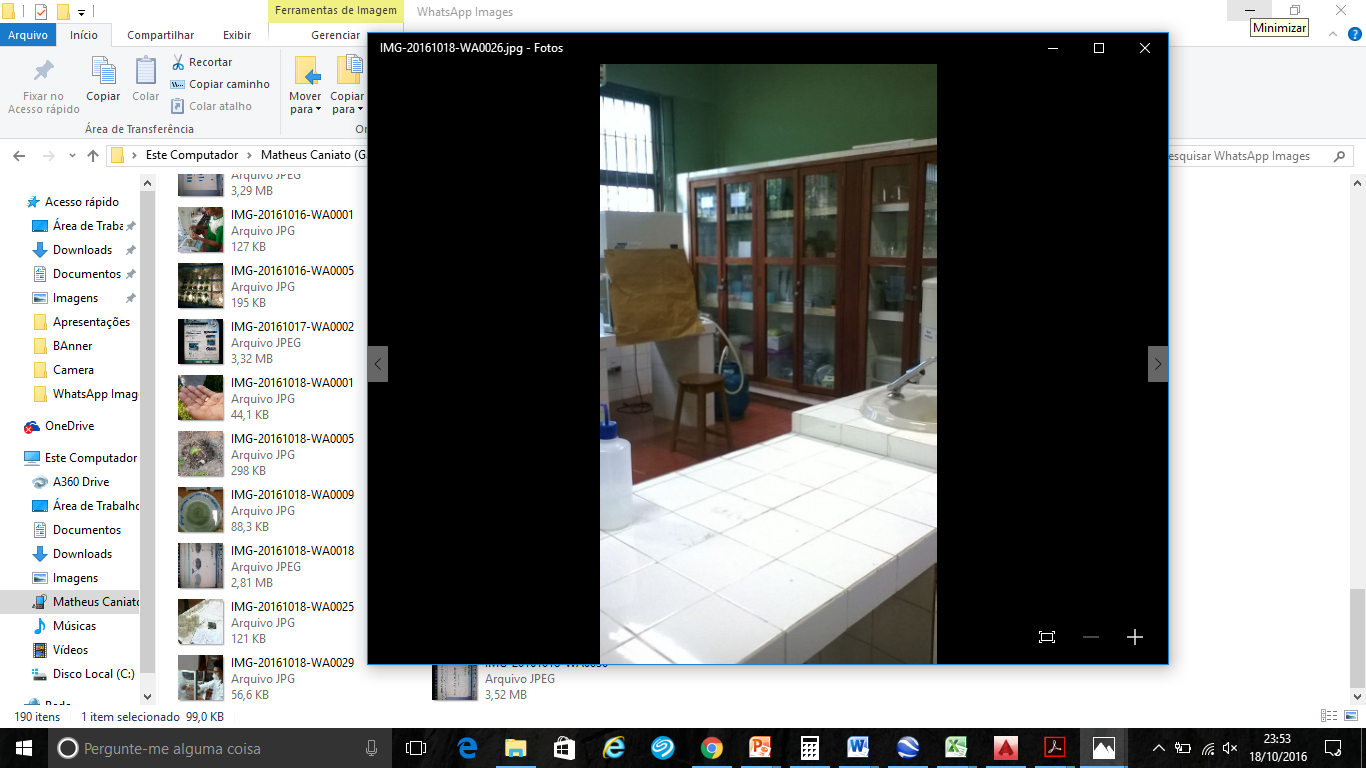 Ferramentas de Imagem
WhatsApp Images
Arquivo
Início
Compartilhar
Exibir
Gerenciar
Minimizar
Fixar no
Acesso rápido
Copiar
Colar
Recortar
Copiar caminho
Colar atalho
Mover
para
Copiar
para
Área de Transferência
Or
IMG-20161018-WA0026.jpg - Fotos
Este Computador
Matheus Caniato (G
esquisar WhatsApp Images
Acesso rápido
Área de Traba
Downloads
Documentos
Imagens
Apresentações
BAnner
Camera
WhatsApp Imag
OneDrive
Este Computador
A360 Drive
Área de Trabalho
Documentos
Downloads
Imagens
Matheus Caniato
Músicas
Vídeos
Disco Local (C:)
Rede
Arquivo JPEG
3,29 MB
IMG-20161016-WA0001
Arquivo JPG
127 KB
IMG-20161016-WA0005
Arquivo JPG
195 KB
IMG-20161017-WA0002
Arquivo JPEG
3,32 MB
IMG-20161018-WA0001
Arquivo JPG
44,1 KB
IMG-20161018-WA0005
Arquivo JPG
298 KB
IMG-20161018-WA0009
Arquivo JPG
88,3 KB
IMG-20161018-WA0018
Arquivo JPEG
2,81 MB
IMG-20161018-WA0025
Arquivo JPG
121 KB
IMG-20161018-WA0029
Arquivo JPG
56,6 KB
Arquivo JPEG
3,52 MB
190 itens
1 item selecionado 99,0 KB
Pergunte-me alguma coisa
23:53
18/10/2016